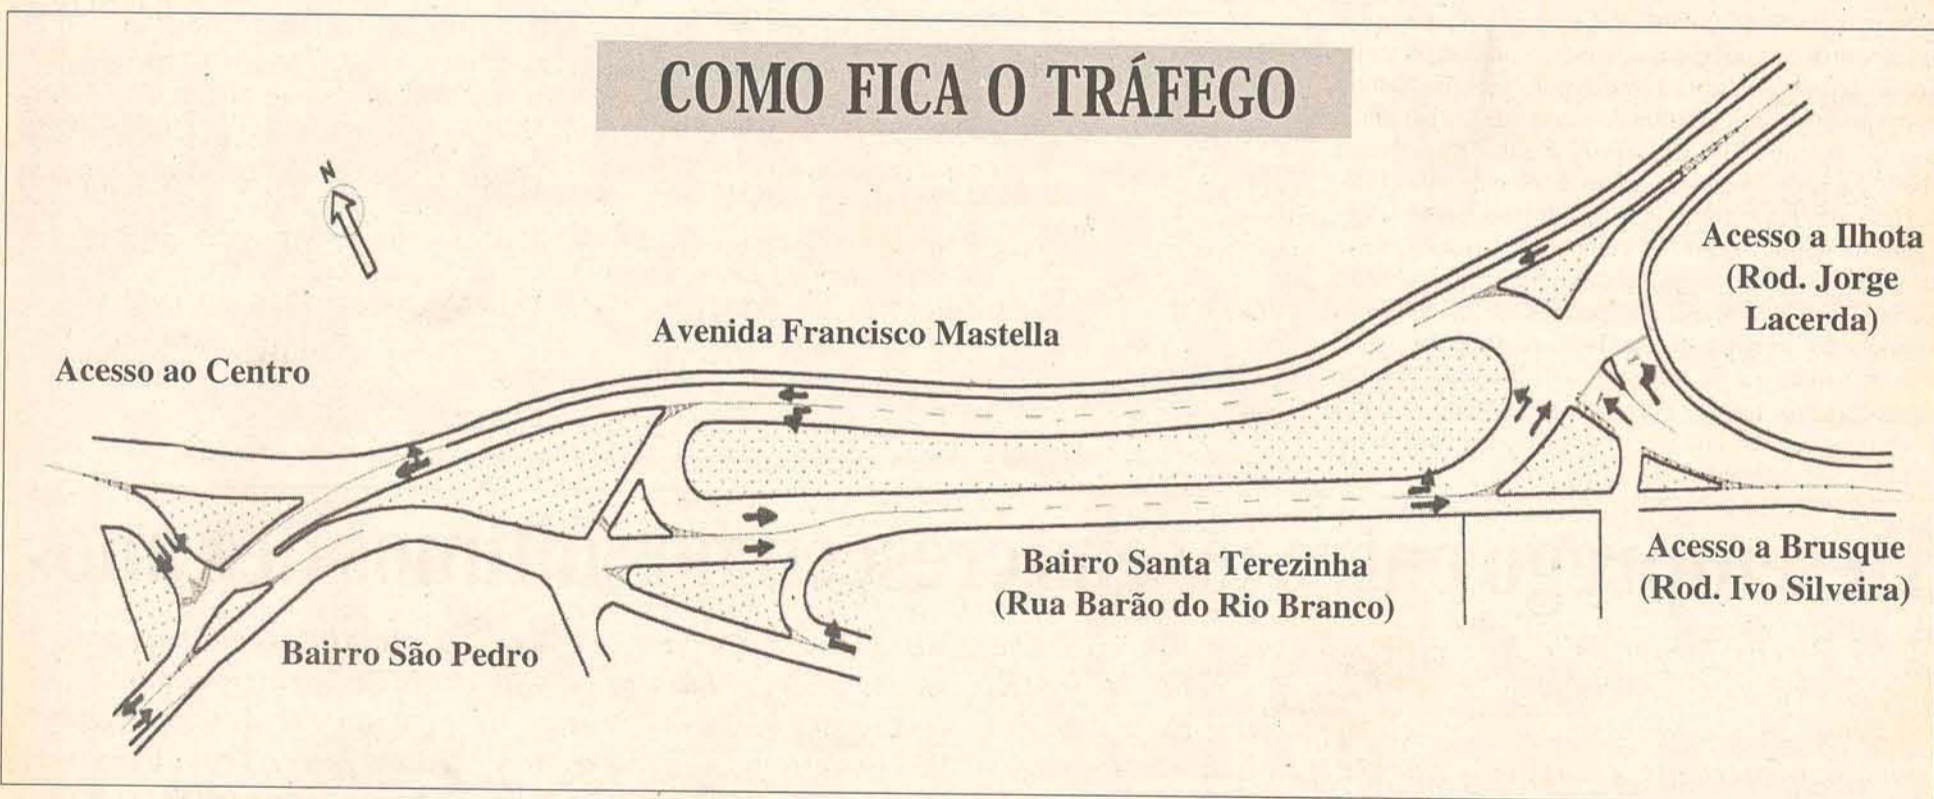 COMO FICA O TRÁFEGO
N
Acesso a Ilhota
(Rod. Jorge
Lacerda)
Avenida Francisco Mastella
Acesso ao Centro
Bairro Santa Terezinha
(Rua Barão do Rio Branco)
Acesso a Brusque
(Rod. Ivo Silveira)
Bairro São Pedro